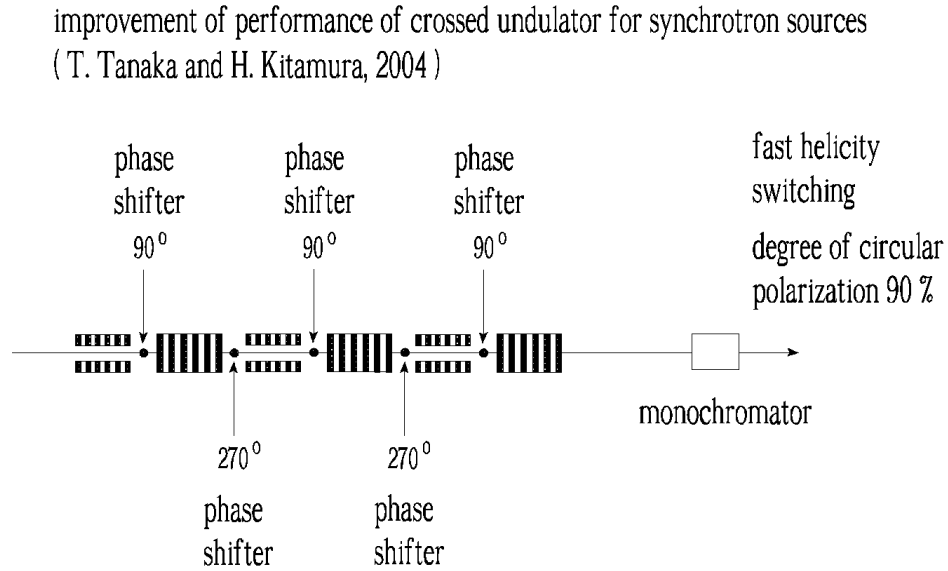 improvement of performance of crossed undulator for synchrotron sources
( T. Tanaka and H. Kitamura, 2004 )
phase
shifter
90°
phase
shifter
90°
phase
shifter
90°
fast helicity
switching
degree of circular
polarization 90 %
monochromator
270°
phase
shifter
270°
phase
shifter